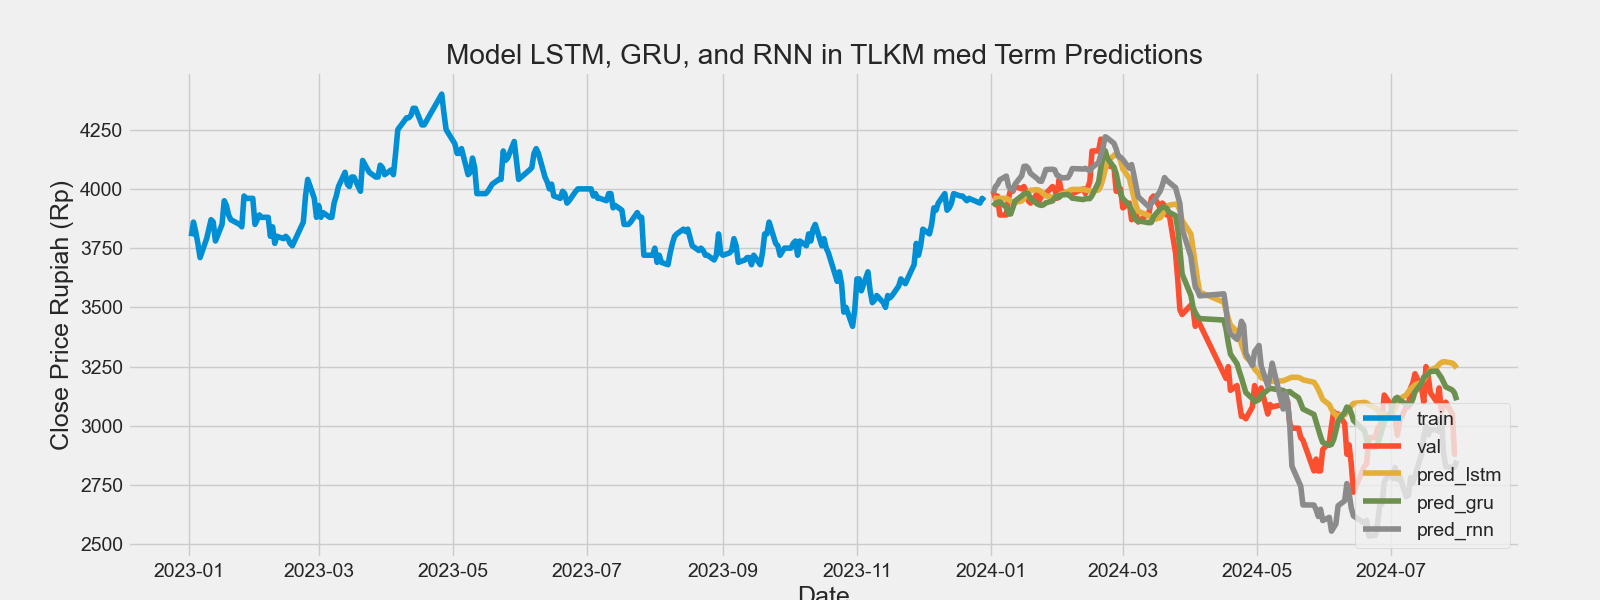 Model LSTM, GRU, and RNN in TLKM med Term Predictions
Close Price Rupiah (Rp)
4250
4000
3750
3500
3250
3000
2750
2500
train
val
pred_lstm
pred_gru
pred_rnn
2023-01
2023-03
2023-05
2023-07
2023-09
2023-11
2024-01
2024-03
2024-05
2024-07
Date